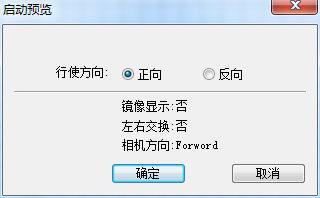 启动预览
行使方向: 正向 反向
镜像显示:否
左右交换:否
相机方向:Forword
确定 取消